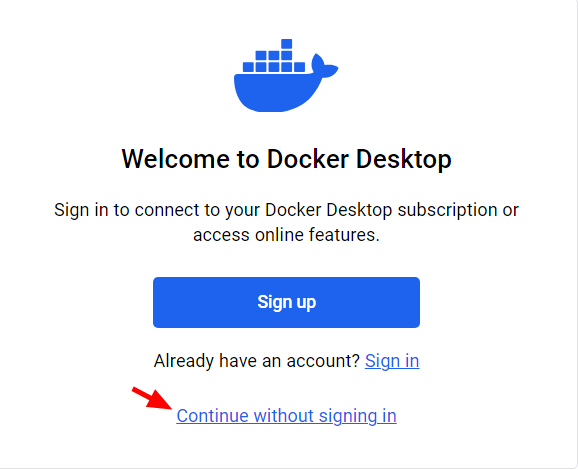 Welcome to Docker Desktop
Sign in to connect to your Docker Desktop subscription or
access online features.
Sign up
Already have an account? Sign in
Continue without signing in